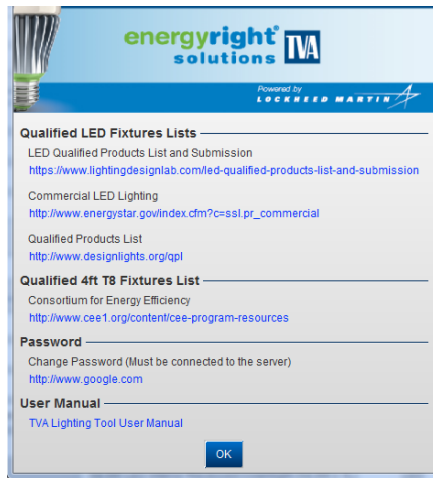 energyright
solutions TVA
Powered by
LOCKHEED MARTIN
Qualified LED Fixtures Lists
LED Qualified Products List and Submission
https://www.lightingdesignlab.com/led-qualified-products-list-and-submission
Commercial LED Lighting
http://www.energystar.gov/index.cfm?c=ssl.pr_commercial
Qualified Products List
http://www.designlights.org/qpl
Qualified 4ft T8 Fixtures List
Consortium for Energy Efficiency
http://www.cee1.org/content/cee-program-resources
Password
Change Password (Must be connected to the server)
http://www.google.com
User Manual
TVA Lighting Tool User Manual
OK